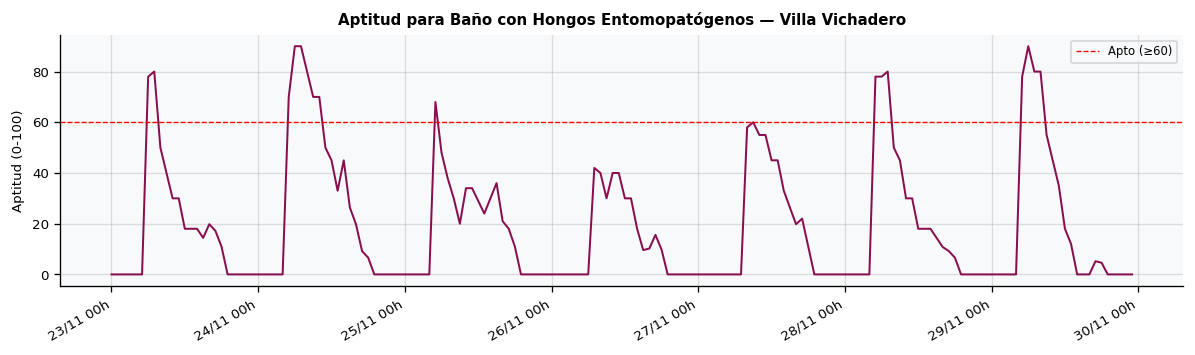 Aptitud para Baño con Hongos Entomopatógenos — Villa Vichadero
Apto (≥60)
Aptitud (0-100)
80
60
40
20
0
23/11 00h
24/11 00h
25/11 00h
26/11 00h
27/11 00h
28/11 00h
29/11 00h
30/11 00h